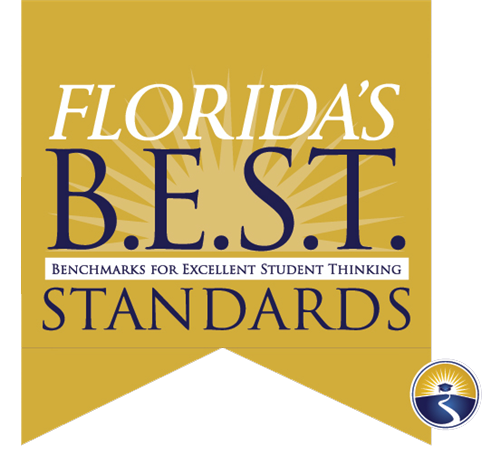 FLORIDA'S
B.E.S.T.
BENCHMARKS FOR EXCELLENT STUDENT THINKING
STANDARDS